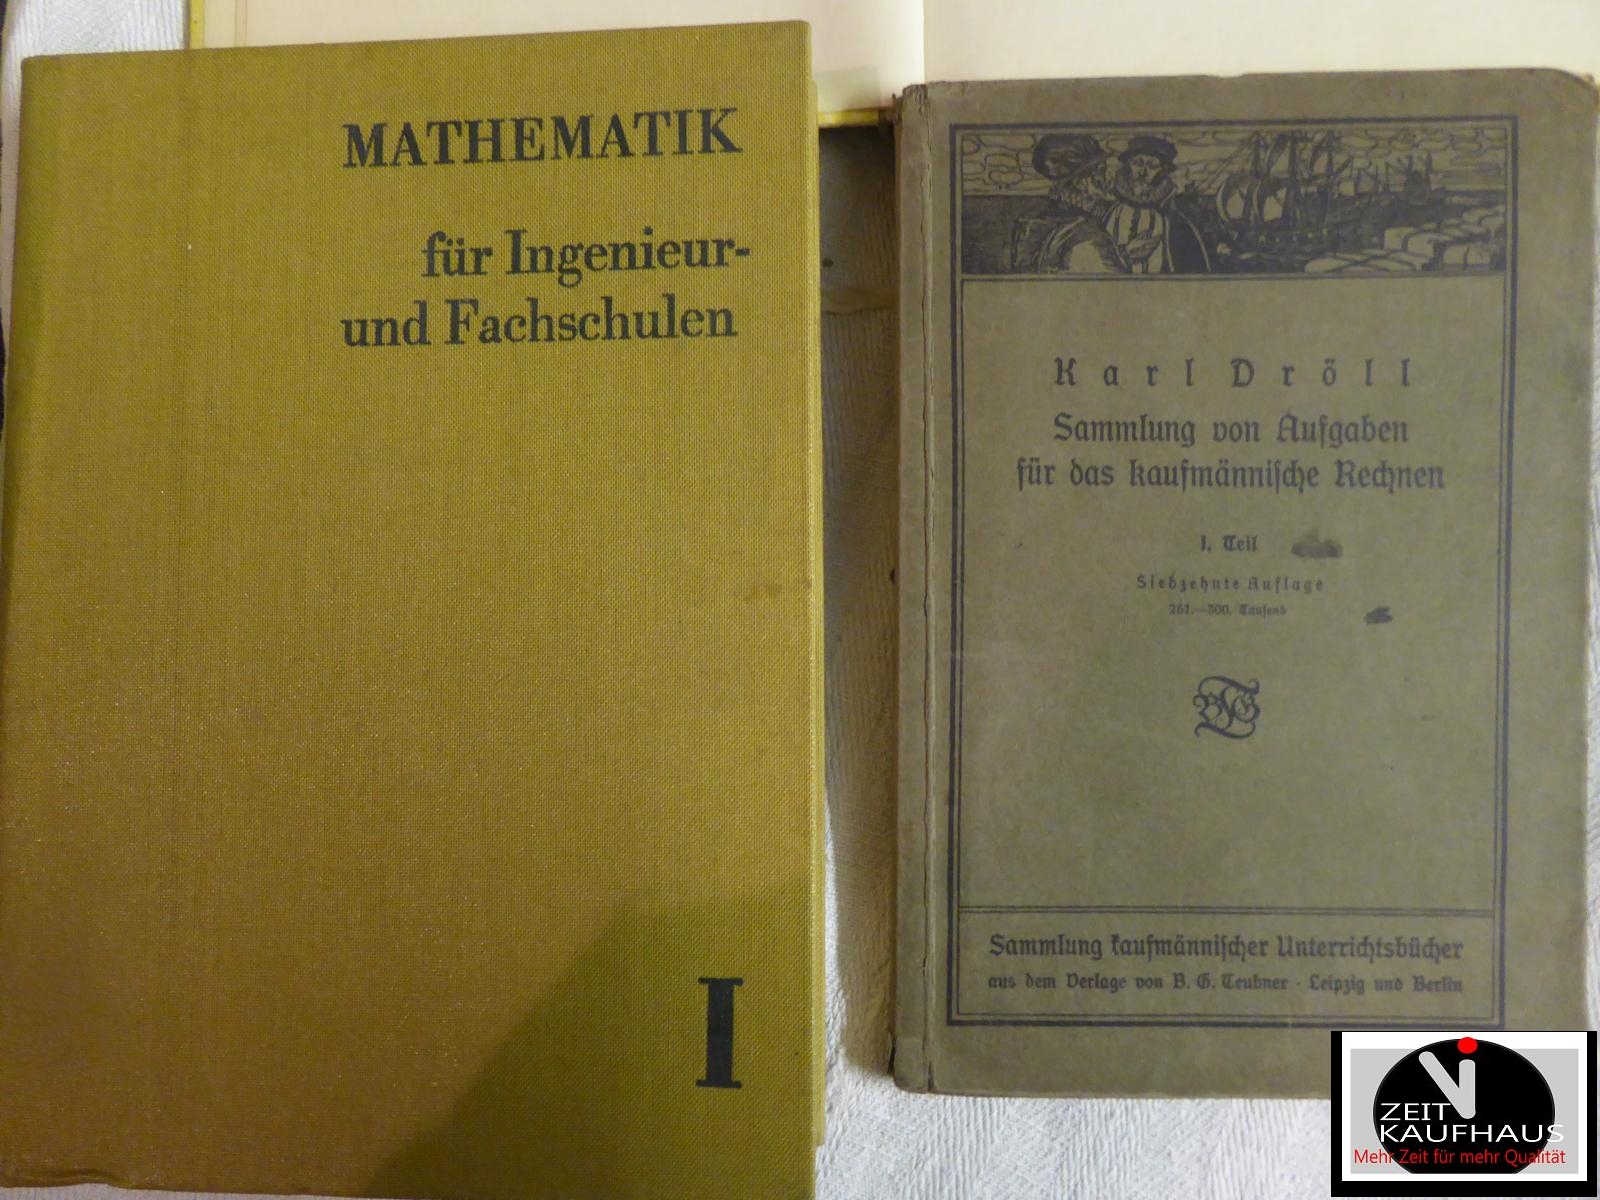 MATHEMATIK
für Ingenieur-
und Fachschulen
I
Karl Dröll
Sammlung von Aufgaben
für das kaufmännische Rechnen
I. Teil
Siebzehnte Auflage
261.—300. Tausend
BGT
Sammlung kaufmännischer Unterrichtsbücher
aus dem Verlage von B. G. Teubner · Leipzig und Berlin
ZEIT
KAUFHAUS
Mehr Zeit für mehr Qualität